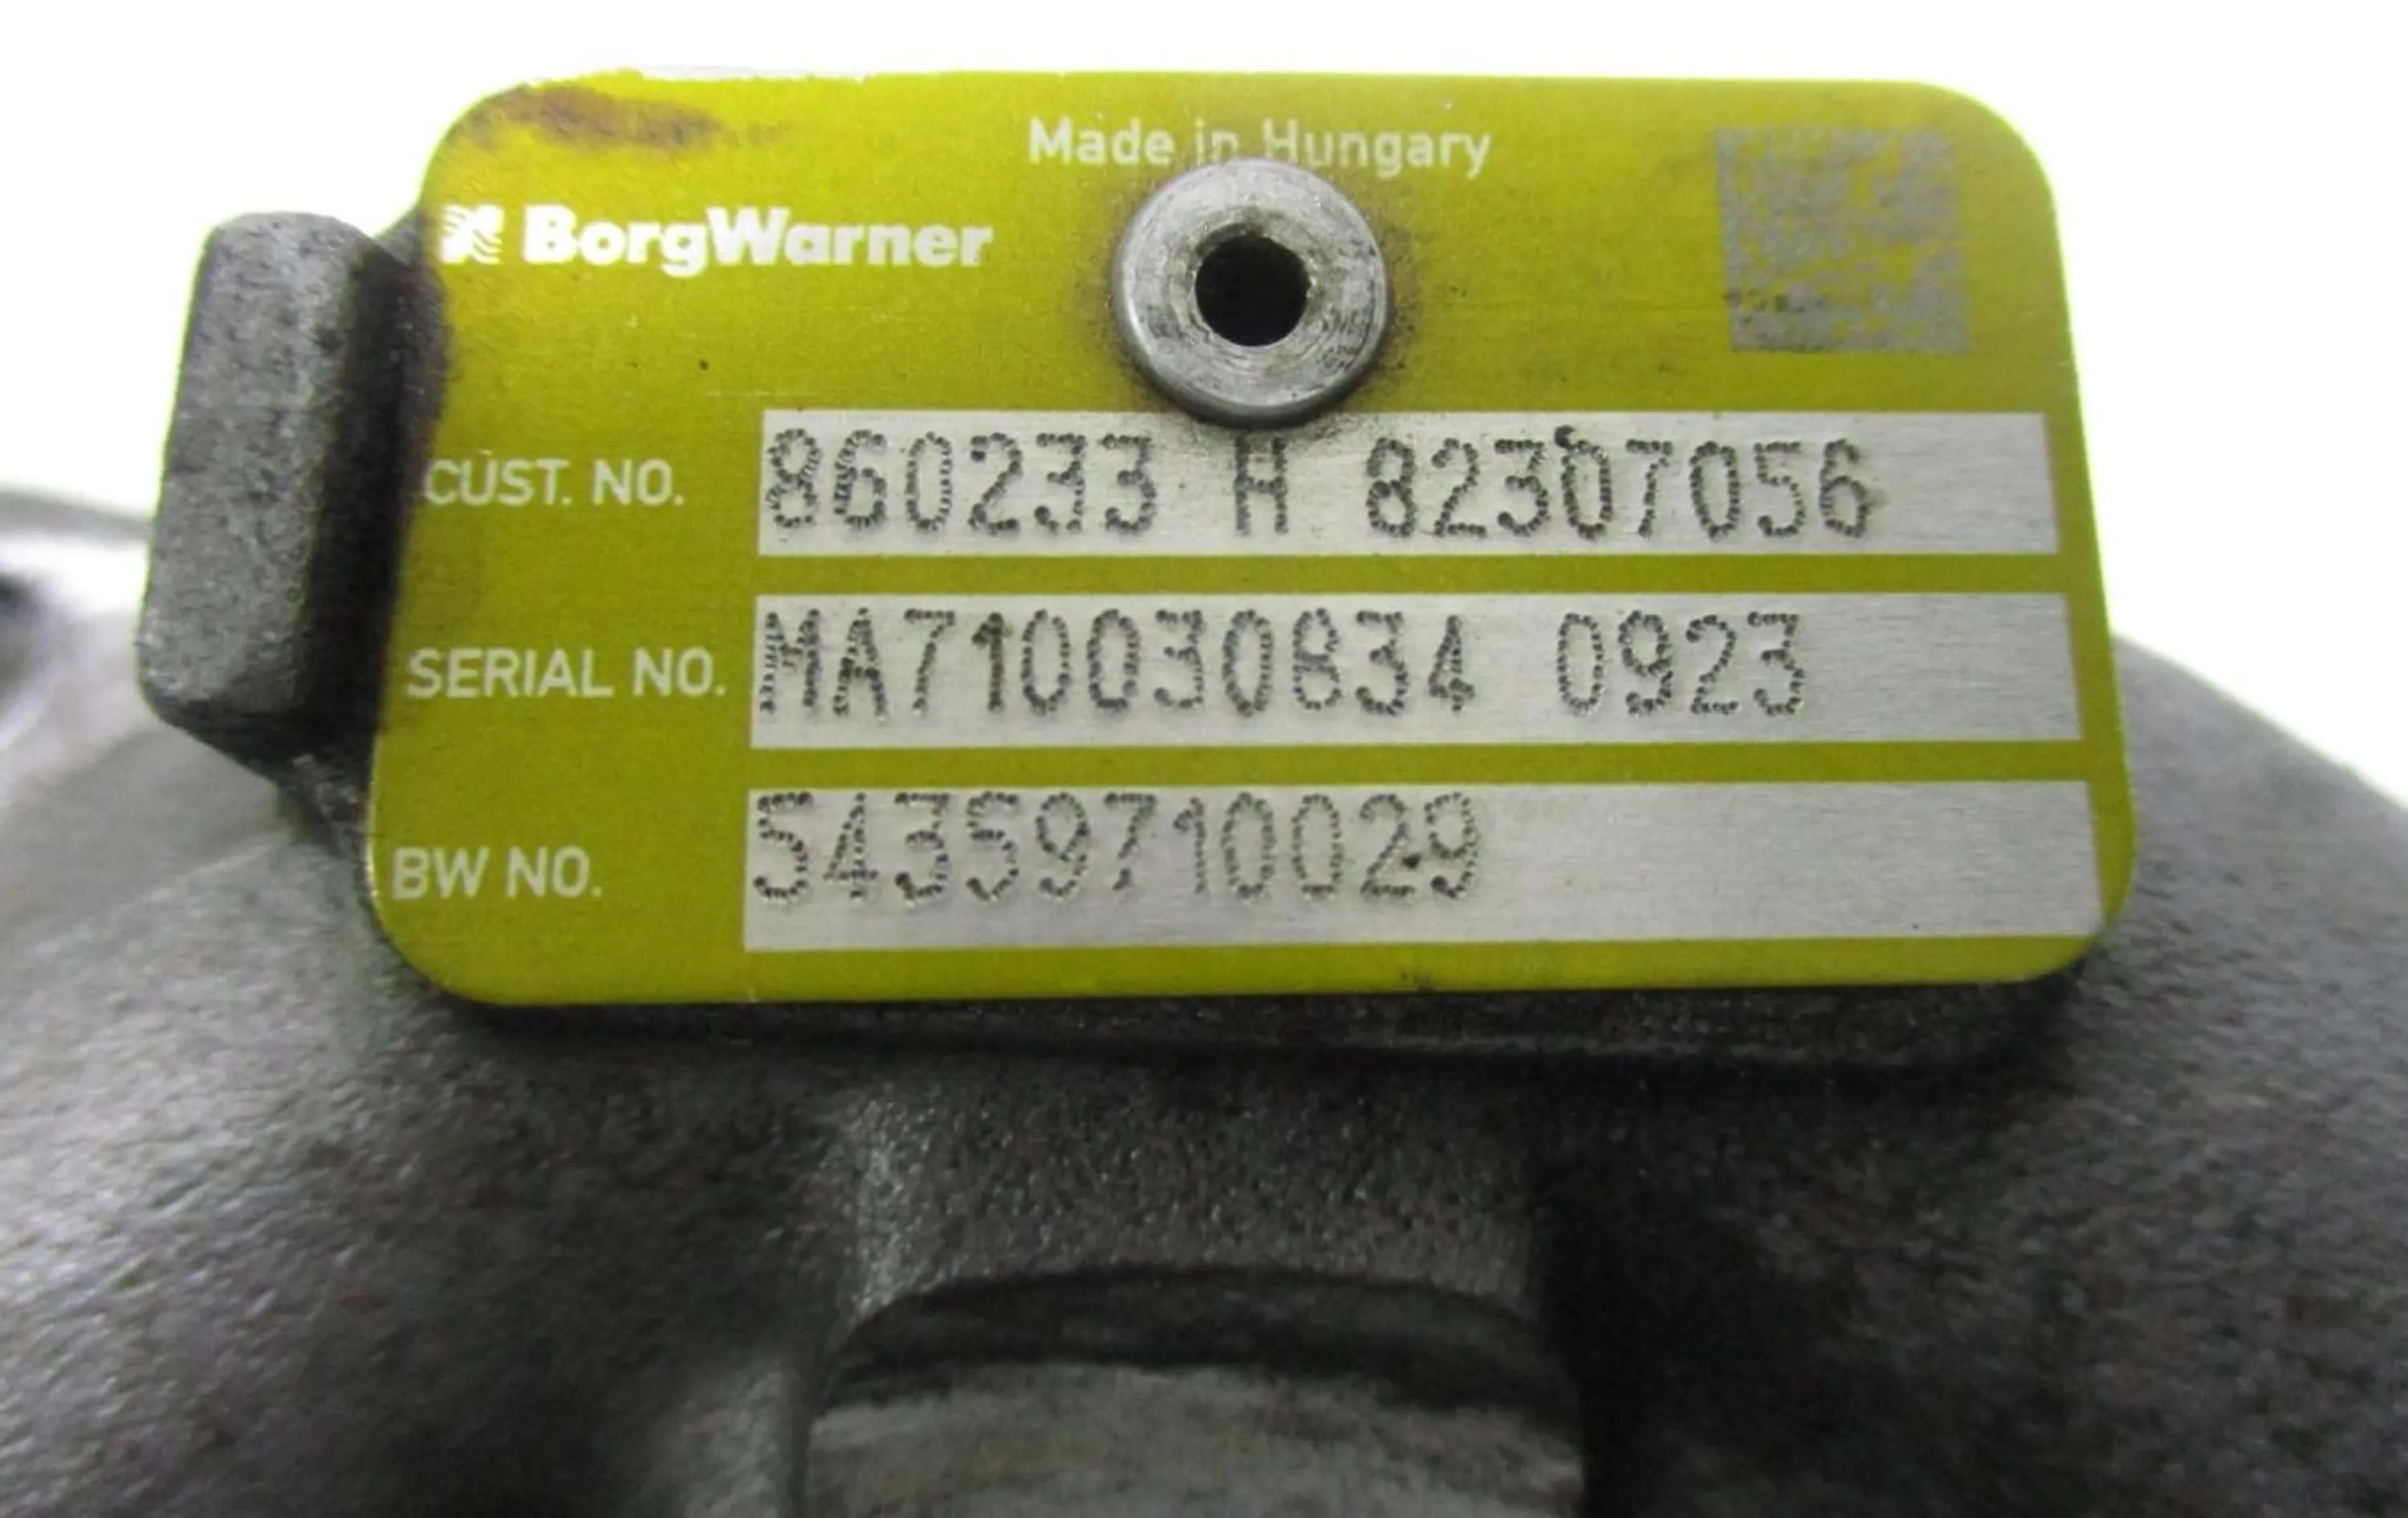 Made in Hungary
BorgWarner
CUST. NO. 860233 H 82307056
SERIAL NO. MA710030834 0923
BW NO. 54359710029